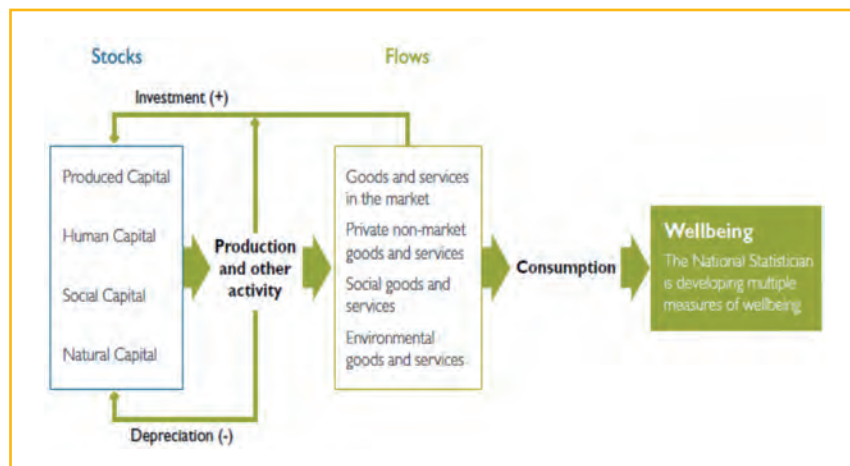 Stocks
Flows
Investment (+)
Produced Capital
Human Capital
Social Capital
Natural Capital
Production
and other
activity
Goods and services
in the market
Private non-market
goods and services
Social goods and
services
Environmental
goods and services
Consumption
Wellbeing
The National Statistician
is developing multiple
measures of wellbeing
Depreciation (-)